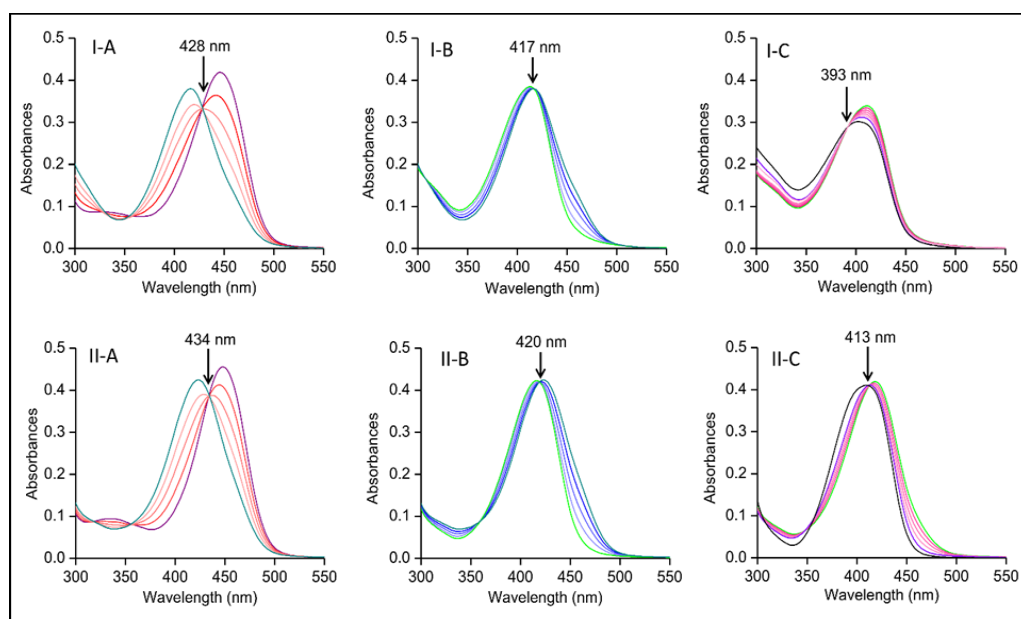 I-A
428 nm
Absorbances
0.5
0.4
0.3
0.2
0.1
0.0
300 350 400 450 500 550
Wavelength (nm)
I-B
417 nm
Absorbances
0.5
0.4
0.3
0.2
0.1
0.0
300 350 400 450 500 550
Wavelength (nm)
I-C
393 nm
Absorbances
0.5
0.4
0.3
0.2
0.1
0.0
300 350 400 450 500 550
Wavelength (nm)
II-A
434 nm
Absorbances
0.5
0.4
0.3
0.2
0.1
0.0
300 350 400 450 500 550
Wavelength (nm)
II-B
420 nm
Absorbances
0.5
0.4
0.3
0.2
0.1
0.0
300 350 400 450 500 550
Wavelength (nm)
II-C
413 nm
Absorbances
0.5
0.4
0.3
0.2
0.1
0.0
300 350 400 450 500 550
Wavelength (nm)